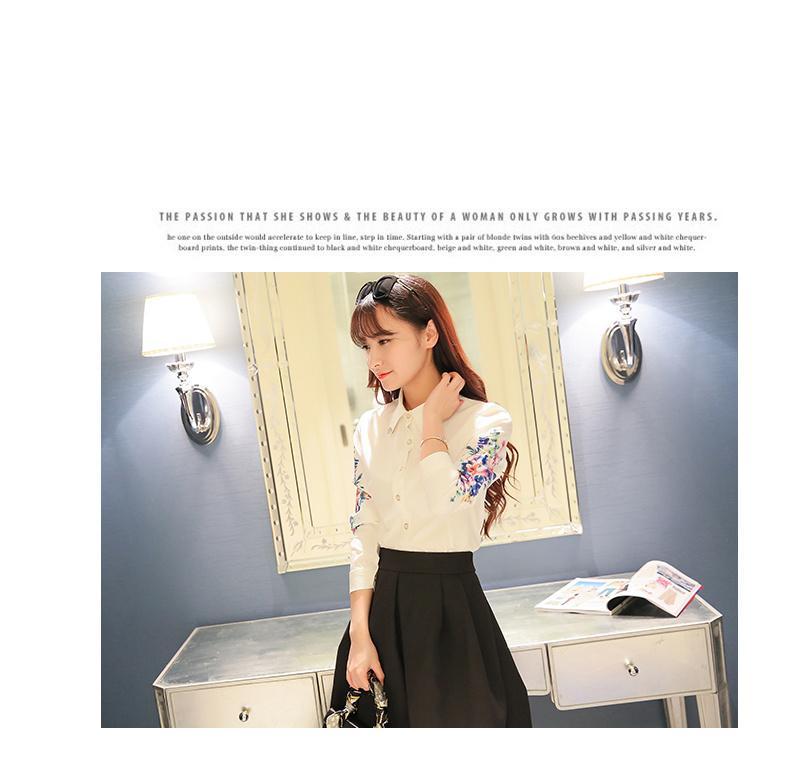 THE PASSION THAT SHE SHOWS & THE BEAUTY OF A WOMAN ONLY GROWS WITH PASSING YEARS.
he one on the outside would accelerate to keep in line, step in time. Starting with a pair of blonde twins with 60s beehives and yellow and white chequer-
board prints, the twin-thing continued to black and white chequerboard, beige and white, green and white, brown and white, and silver and white.